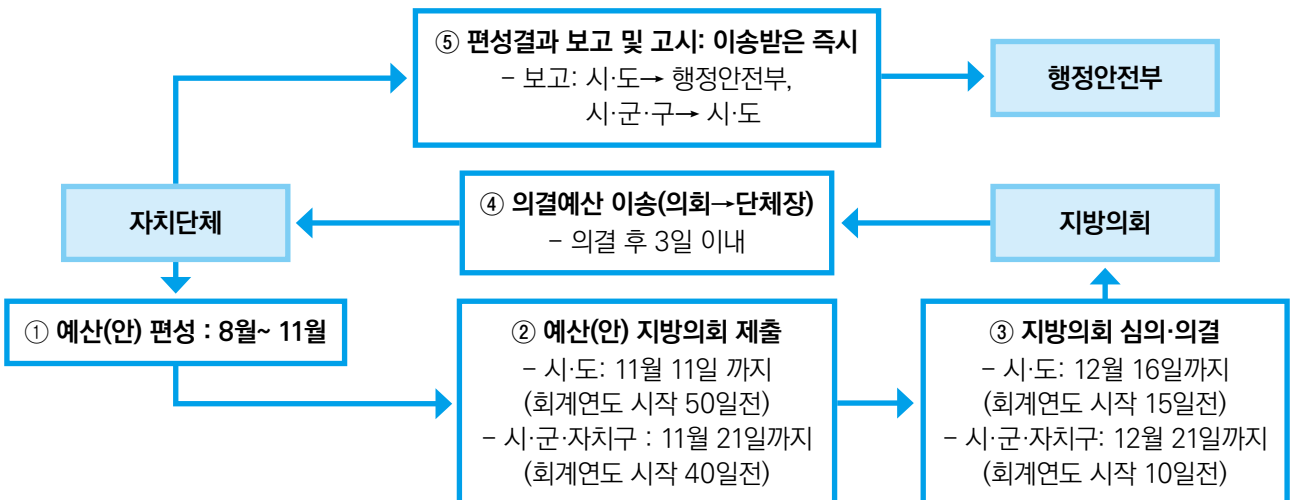 ⑤ 편성결과 보고 및 고시: 이송받은 즉시
- 보고: 시·도→ 행정안전부,
시·군·구→ 시·도
행정안전부
자치단체
④ 의결예산 이송(의회→단체장)
- 의결 후 3일 이내
지방의회
① 예산(안) 편성 : 8월~ 11월
② 예산(안) 지방의회 제출
- 시·도: 11월 11일 까지
(회계연도 시작 50일전)
- 시·군·자치구 : 11월 21일까지
(회계연도 시작 40일전)
③ 지방의회 심의·의결
- 시·도: 12월 16일까지
(회계연도 시작 15일전)
- 시·군·자치구: 12월 21일까지
(회계연도 시작 10일전)